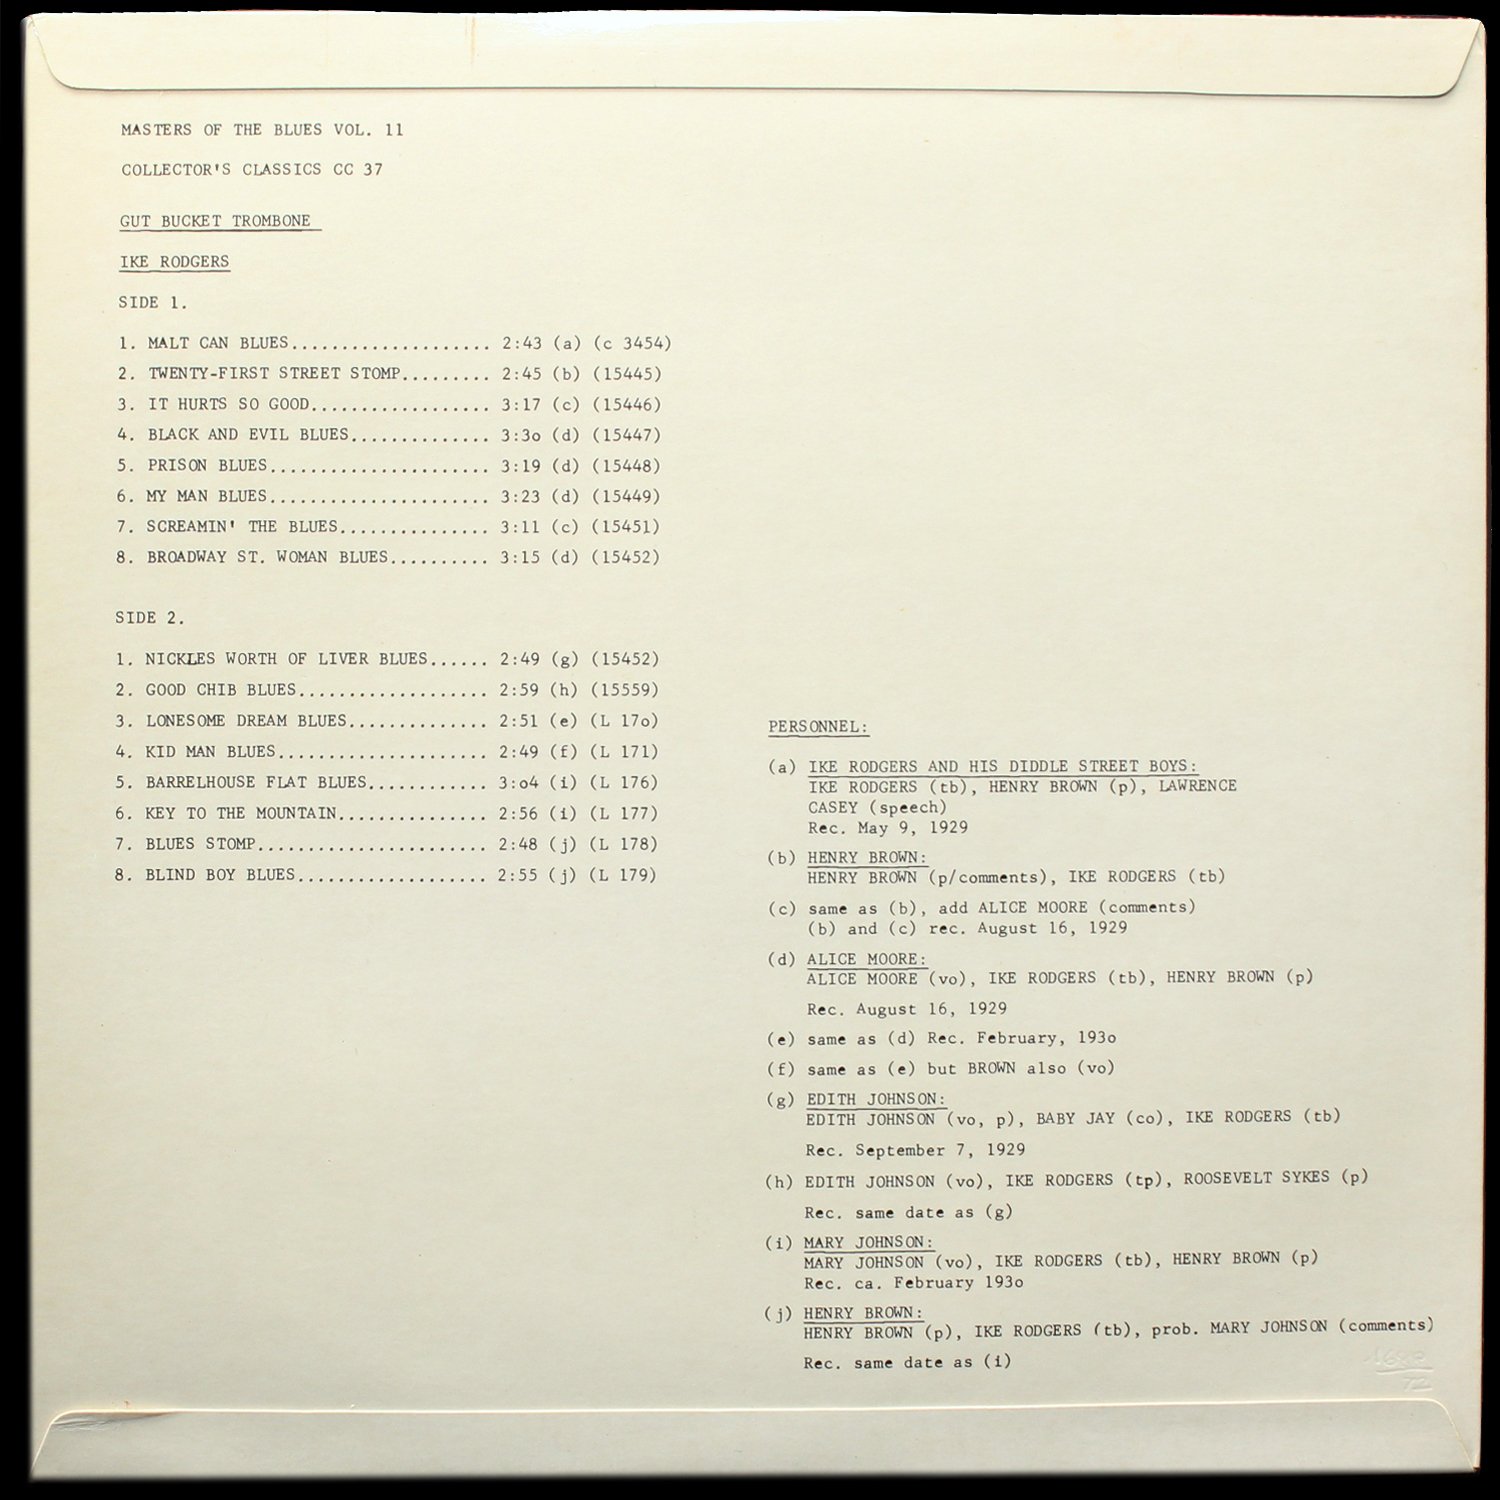 MASTERS OF THE BLUES VOL. 11
COLLECTOR'S CLASSICS CC 37
GUT BUCKET TROMBONE
IKE RODGERS
SIDE 1.
1. MALT CAN BLUES.................... 2:43 (a) (c 3454)
2. TWENTY-FIRST STREET STOMP......... 2:45 (b) (15445)
3. IT HURTS SO GOOD.................. 3:17 (c) (15446)
4. BLACK AND EVIL BLUES.............. 3:3o (d) (15447)
5. PRISON BLUES...................... 3:19 (d) (15448)
6. MY MAN BLUES...................... 3:23 (d) (15449)
7. SCREAMIN' THE BLUES............... 3:11 (c) (15451)
8. BROADWAY ST. WOMAN BLUES.......... 3:15 (d) (15452)
SIDE 2.
1. NICKLES WORTH OF LIVER BLUES...... 2:49 (g) (15452)
2. GOOD CHIB BLUES................... 2:59 (h) (15559)
3. LONESOME DREAM BLUES.............. 2:51 (e) (L 17o)
4. KID MAN BLUES..................... 2:49 (f) (L 171)
5. BARRELHOUSE FLAT BLUES............ 3:o4 (i) (L 176)
6. KEY TO THE MOUNTAIN............... 2:56 (i) (L 177)
7. BLUES STOMP....................... 2:48 (j) (L 178)
8. BLIND BOY BLUES................... 2:55 (j) (L 179)
PERSONNEL:
(a) IKE RODGERS AND HIS DIDDLE STREET BOYS:
IKE RODGERS (tb), HENRY BROWN (p), LAWRENCE
CASEY (speech)
Rec. May 9, 1929
(b) HENRY BROWN:
HENRY BROWN (p/comments), IKE RODGERS (tb)
(c) same as (b), add ALICE MOORE (comments)
(b) and (c) rec. August 16, 1929
(d) ALICE MOORE:
ALICE MOORE (vo), IKE RODGERS (tb), HENRY BROWN (p)
Rec. August 16, 1929
(e) same as (d) Rec. February, 193o
(f) same as (e) but BROWN also (vo)
(g) EDITH JOHNSON:
EDITH JOHNSON (vo, p), BABY JAY (co), IKE RODGERS (tb)
Rec. September 7, 1929
(h) EDITH JOHNSON (vo), IKE RODGERS (tp), ROOSEVELT SYKES (p)
Rec. same date as (g)
(i) MARY JOHNSON:
MARY JOHNSON (vo), IKE RODGERS (tb), HENRY BROWN (p)
Rec. ca. February 193o
(j) HENRY BROWN:
HENRY BROWN (p), IKE RODGERS (tb), prob. MARY JOHNSON (comments)
Rec. same date as (i)